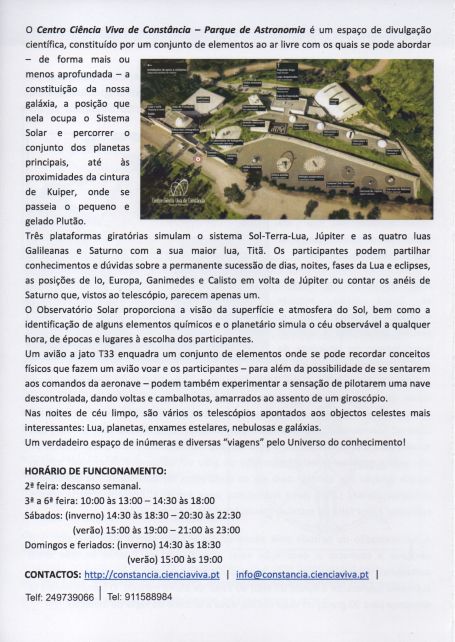 O Centro Ciência Viva de Constância – Parque de Astronomia é um espaço de divulgação
científica, constituído por um conjunto de elementos ao ar livre com os quais se pode abordar
– de forma mais ou
menos aprofundada – a
constituição da nossa
galáxia, a posição que
nela ocupa o Sistema
Solar e percorrer o
conjunto dos planetas
principais, até às
proximidades da cintura
de Kuiper, onde se
passeia o pequeno e
gelado Plutão.
Centro Ciência Viva de Constância
Três plataformas giratórias simulam o sistema Sol-Terra-Lua, Júpiter e as quatro luas
Galileanas e Saturno com a sua maior lua, Titã. Os participantes podem partilhar
conhecimentos e dúvidas sobre a permanente sucessão de dias, noites, fases da Lua e eclipses,
as posições de Io, Europa, Ganimedes e Calisto em volta de Júpiter ou contar os anéis de
Saturno que, vistos ao telescópio, parecem apenas um.
O Observatório Solar proporciona a visão da superfície e atmosfera do Sol, bem como a
identificação de alguns elementos químicos e o planetário simula o céu observável a qualquer
hora, de épocas e lugares à escolha dos participantes.
Um avião a jato T33 enquadra um conjunto de elementos onde se pode recordar conceitos
físicos que fazem um avião voar e os participantes – para além da possibilidade de se sentarem
aos comandos da aeronave – podem também experimentar a sensação de pilotarem uma nave
descontrolada, dando voltas e cambalhotas, amarrados ao assento de um giroscópio.
Nas noites de céu limpo, são vários os telescópios apontados aos objectos celestes mais
interessantes: Lua, planetas, enxames estelares, nebulosas e galáxias.
Um verdadeiro espaço de inúmeras e diversas “viagens” pelo Universo do conhecimento!
HORÁRIO DE FUNCIONAMENTO:
2ª feira: descanso semanal.
3ª a 6ª feira: 10:00 às 13:00 – 14:30 às 18:00
Sábados: (inverno) 14:30 às 18:30 – 20:30 às 22:30
(verão) 15:00 às 19:00 – 21:00 às 23:00
Domingos e feriados: (inverno) 14:30 às 18:30
(verão) 15:00 às 19:00
CONTACTOS: http://constancia.cienciaviva.pt | info@constancia.cienciaviva.pt |
Telf: 249739066 | Tel: 911588984